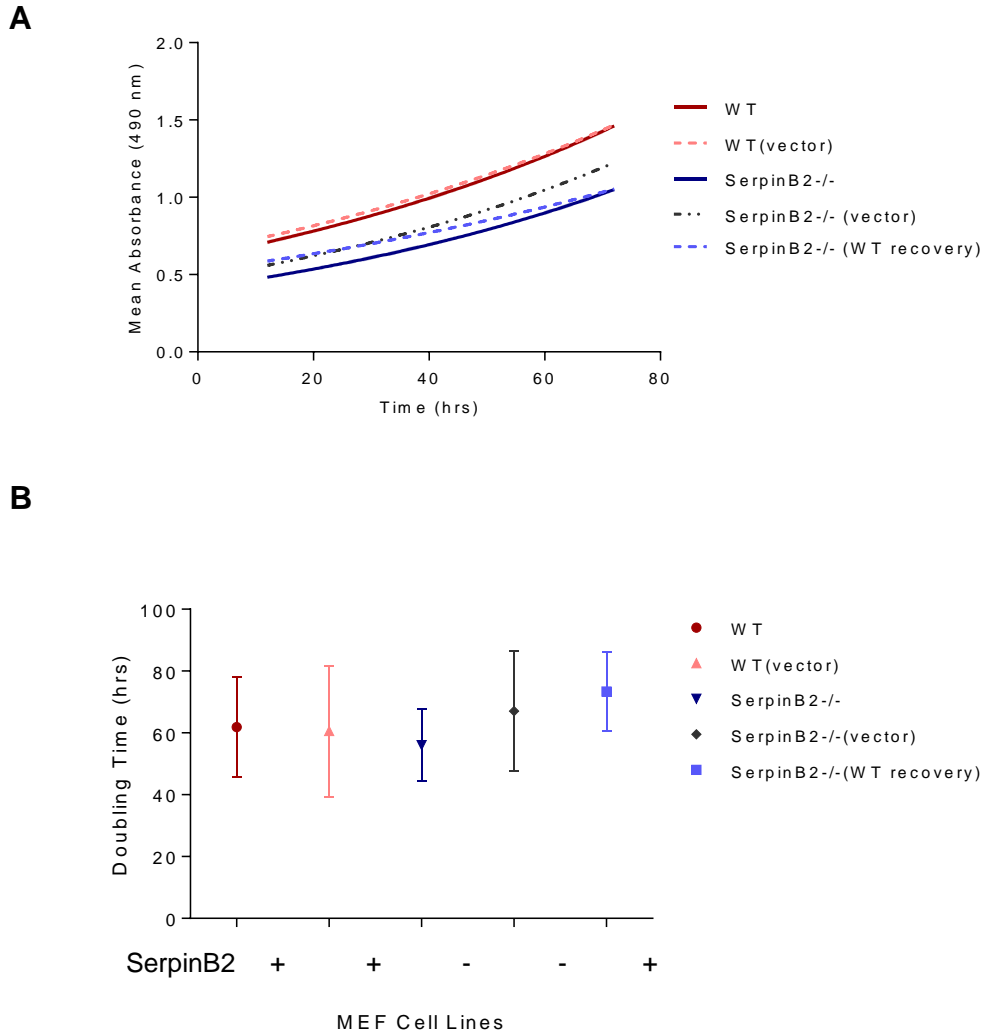 A
Mean Absorbance (490 nm)
2.0
1.5
1.0
0.5
0.0
0 20 40 60 80
Time (hrs)
WT
WT(vector)
SerpinB2-/-
SerpinB2-/- (vector)
SerpinB2-/- (WT recovery)
B
Doubling Time (hrs)
100
80
60
40
20
0
SerpinB2 + + - - +
MEF Cell Lines
WT
WT(vector)
SerpinB2-/-
SerpinB2-/-(vector)
SerpinB2-/-(WT recovery)